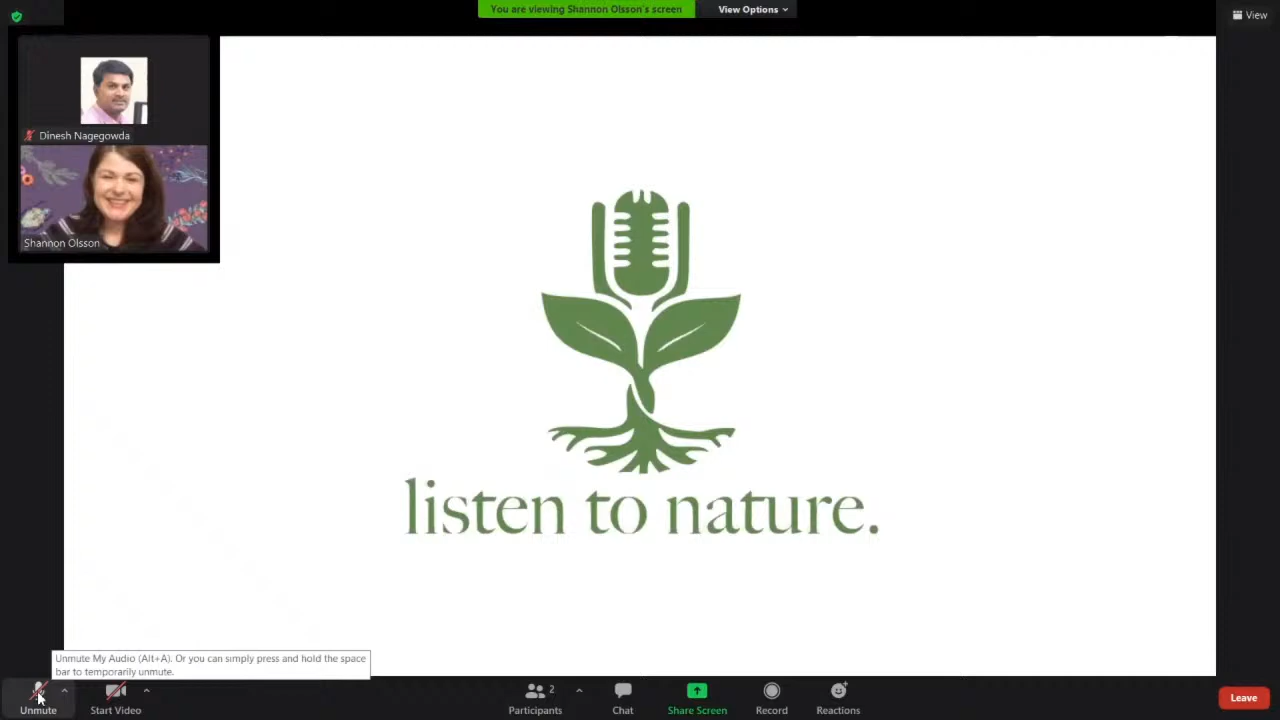 You are viewing Shannon Olsson's screen
View Options
View
Dinesh Nagegowda
Shannon Olsson
listen to nature.
Unmute My Audio (Alt+A). Or you can simply press and hold the space
bar to temporarily unmute.
2
Unmute
Start Video
Participants
Chat
Share Screen
Record
Reactions
Leave